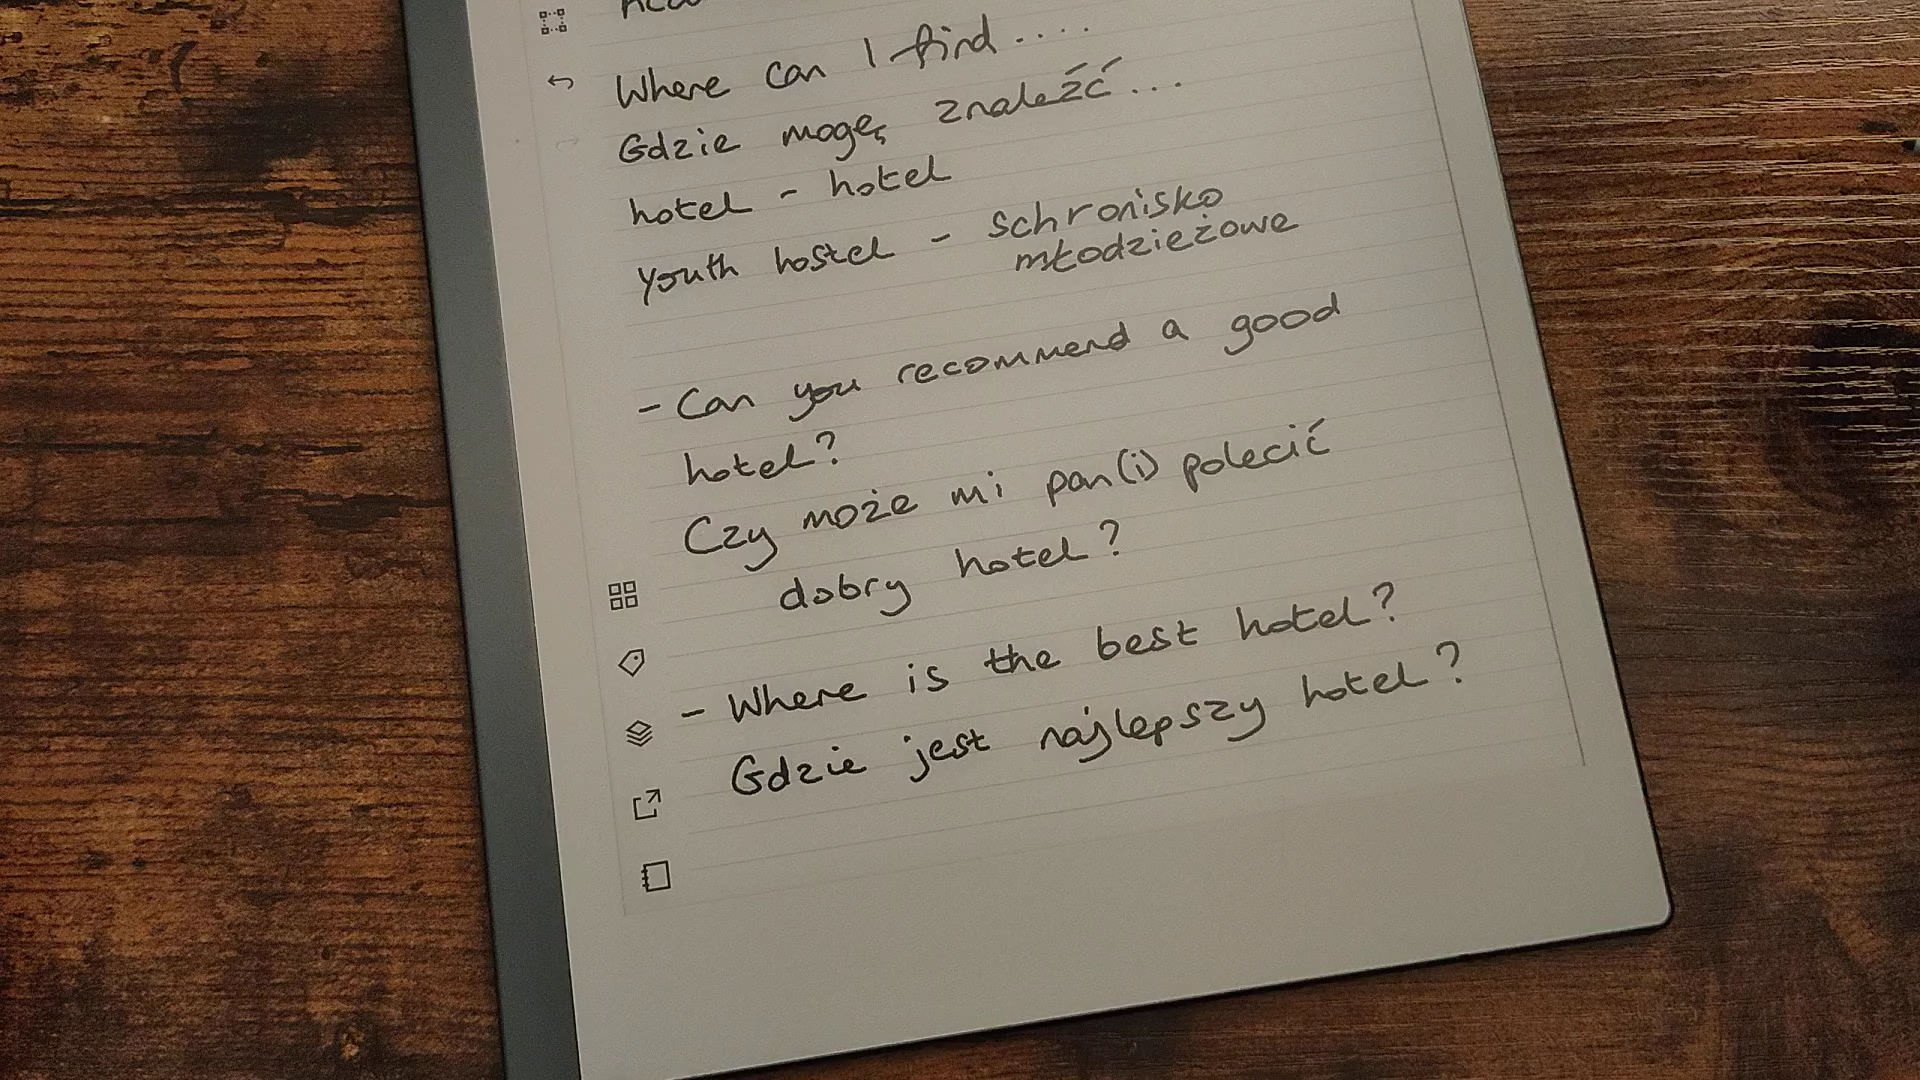 Where can I find ....
Gdzie mogę znaleźć...
hotel - hotel
youth hostel - schronisko
młodzieżowe
- Can you recommend a good
hotel?
Czy może mi pan(i) polecić
dobry hotel?
- Where is the best hotel?
Gdzie jest najlepszy hotel?